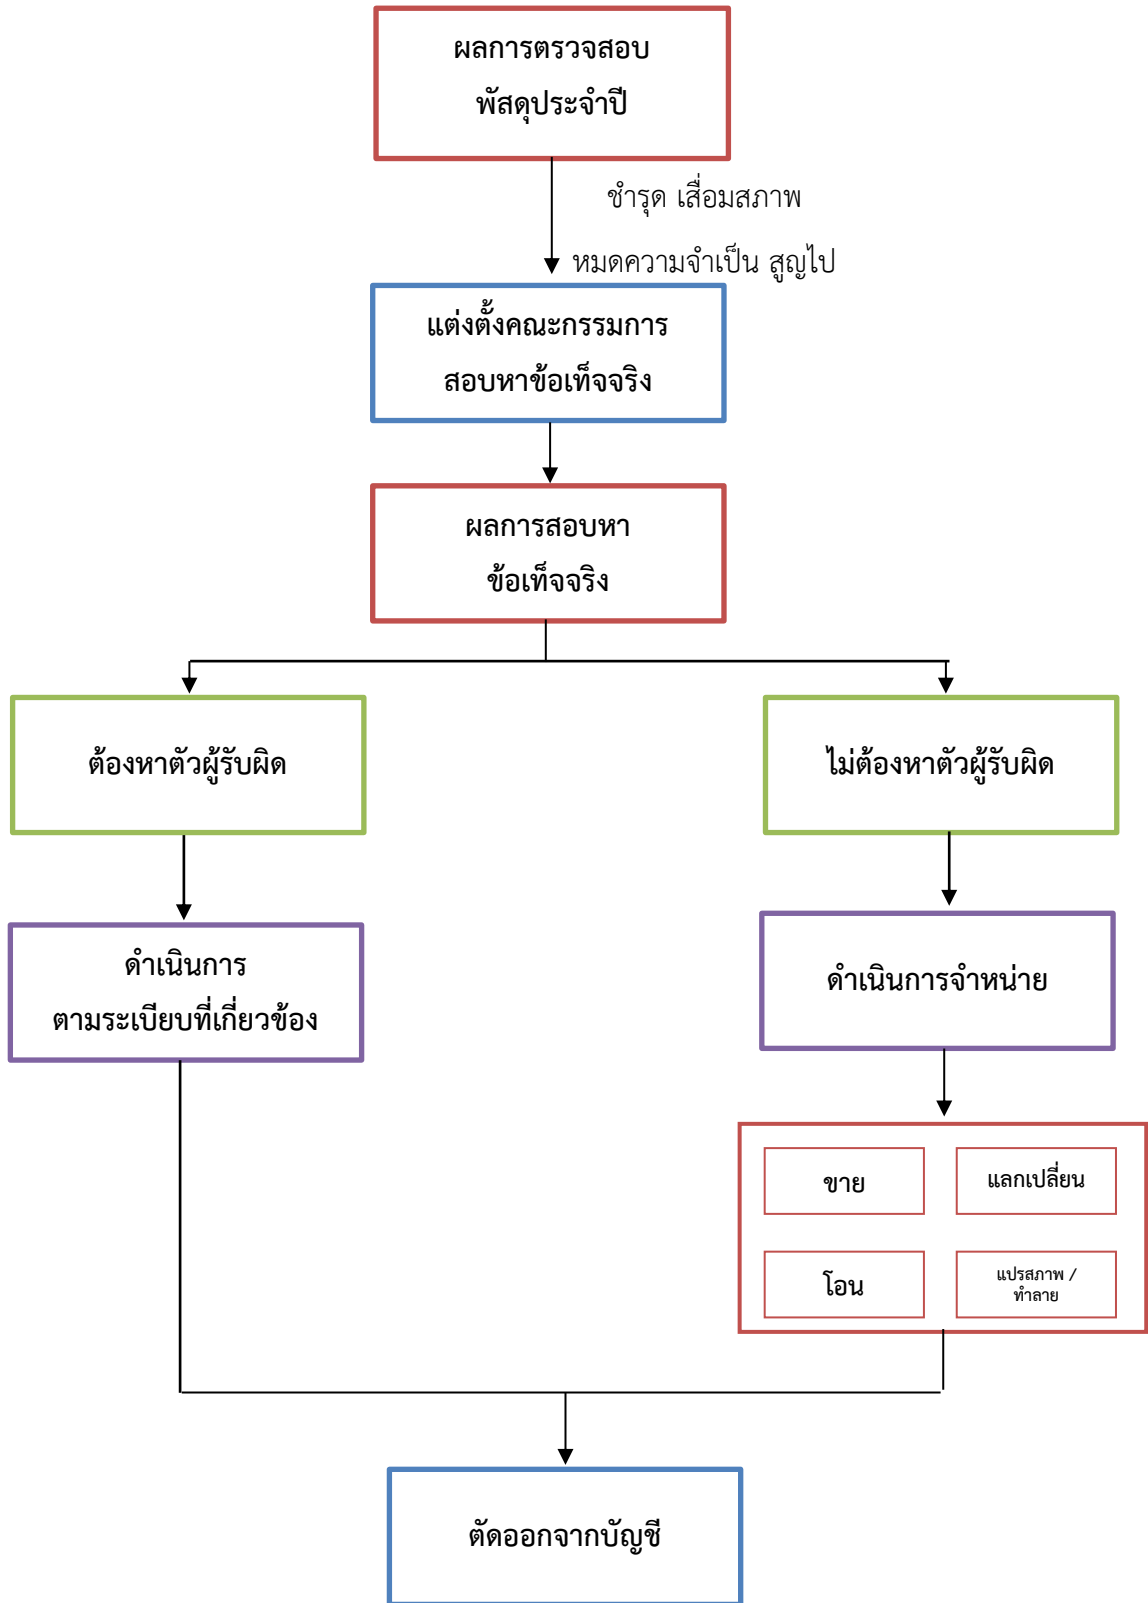 ผลการตรวจสอบ
พัสดุประจำปี
ชำรุด เสื่อมสภาพ
หมดความจำเป็น สูญไป
แต่งตั้งคณะกรรมการ
สอบหาข้อเท็จจริง
ผลการสอบหา
ข้อเท็จจริง
ต้องหาตัวผู้รับผิด
ไม่ต้องหาตัวผู้รับผิด
ดำเนินการ
ตามระเบียบที่เกี่ยวข้อง
ดำเนินการจำหน่าย
ขาย
แลกเปลี่ยน
โอน
แปรสภาพ /
ทำลาย
ตัดออกจากบัญชี